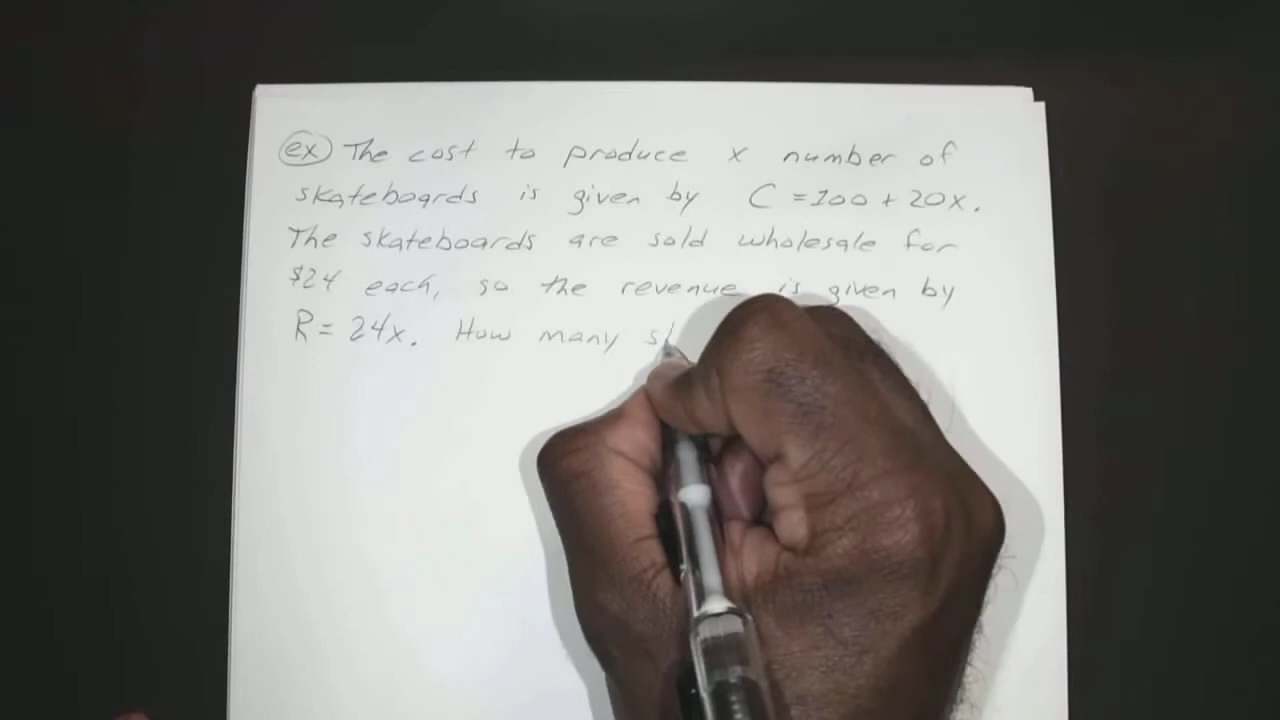 ex The cost to produce x number of
skateboards is given by C = 100 + 20x.
The skateboards are sold wholesale for
$24 each, so the revenue is given by
R = 24x. How many